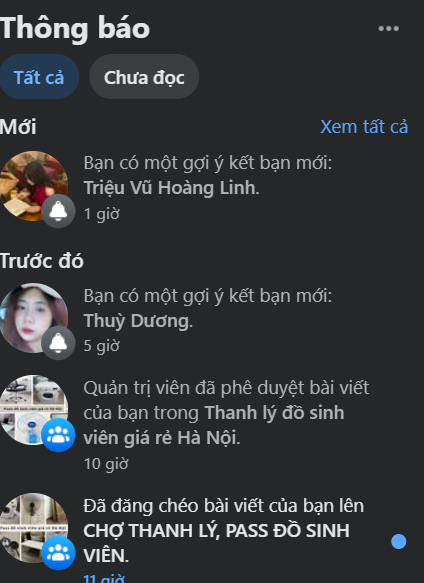 Thông báo
Tất cả
Chưa đọc
Mới
Xem tất cả
Bạn có một gợi ý kết bạn mới:
Triệu Vũ Hoàng Linh.
1 giờ
Trước đó
Bạn có một gợi ý kết bạn mới:
Thuỳ Dương.
5 giờ
Quản trị viên đã phê duyệt bài viết
của bạn trong Thanh lý đồ sinh
viên giá rẻ Hà Nội.
10 giờ
Đã đăng chéo bài viết của bạn lên
CHỢ THANH LÝ, PASS ĐỒ SINH
VIÊN.
11 giờ